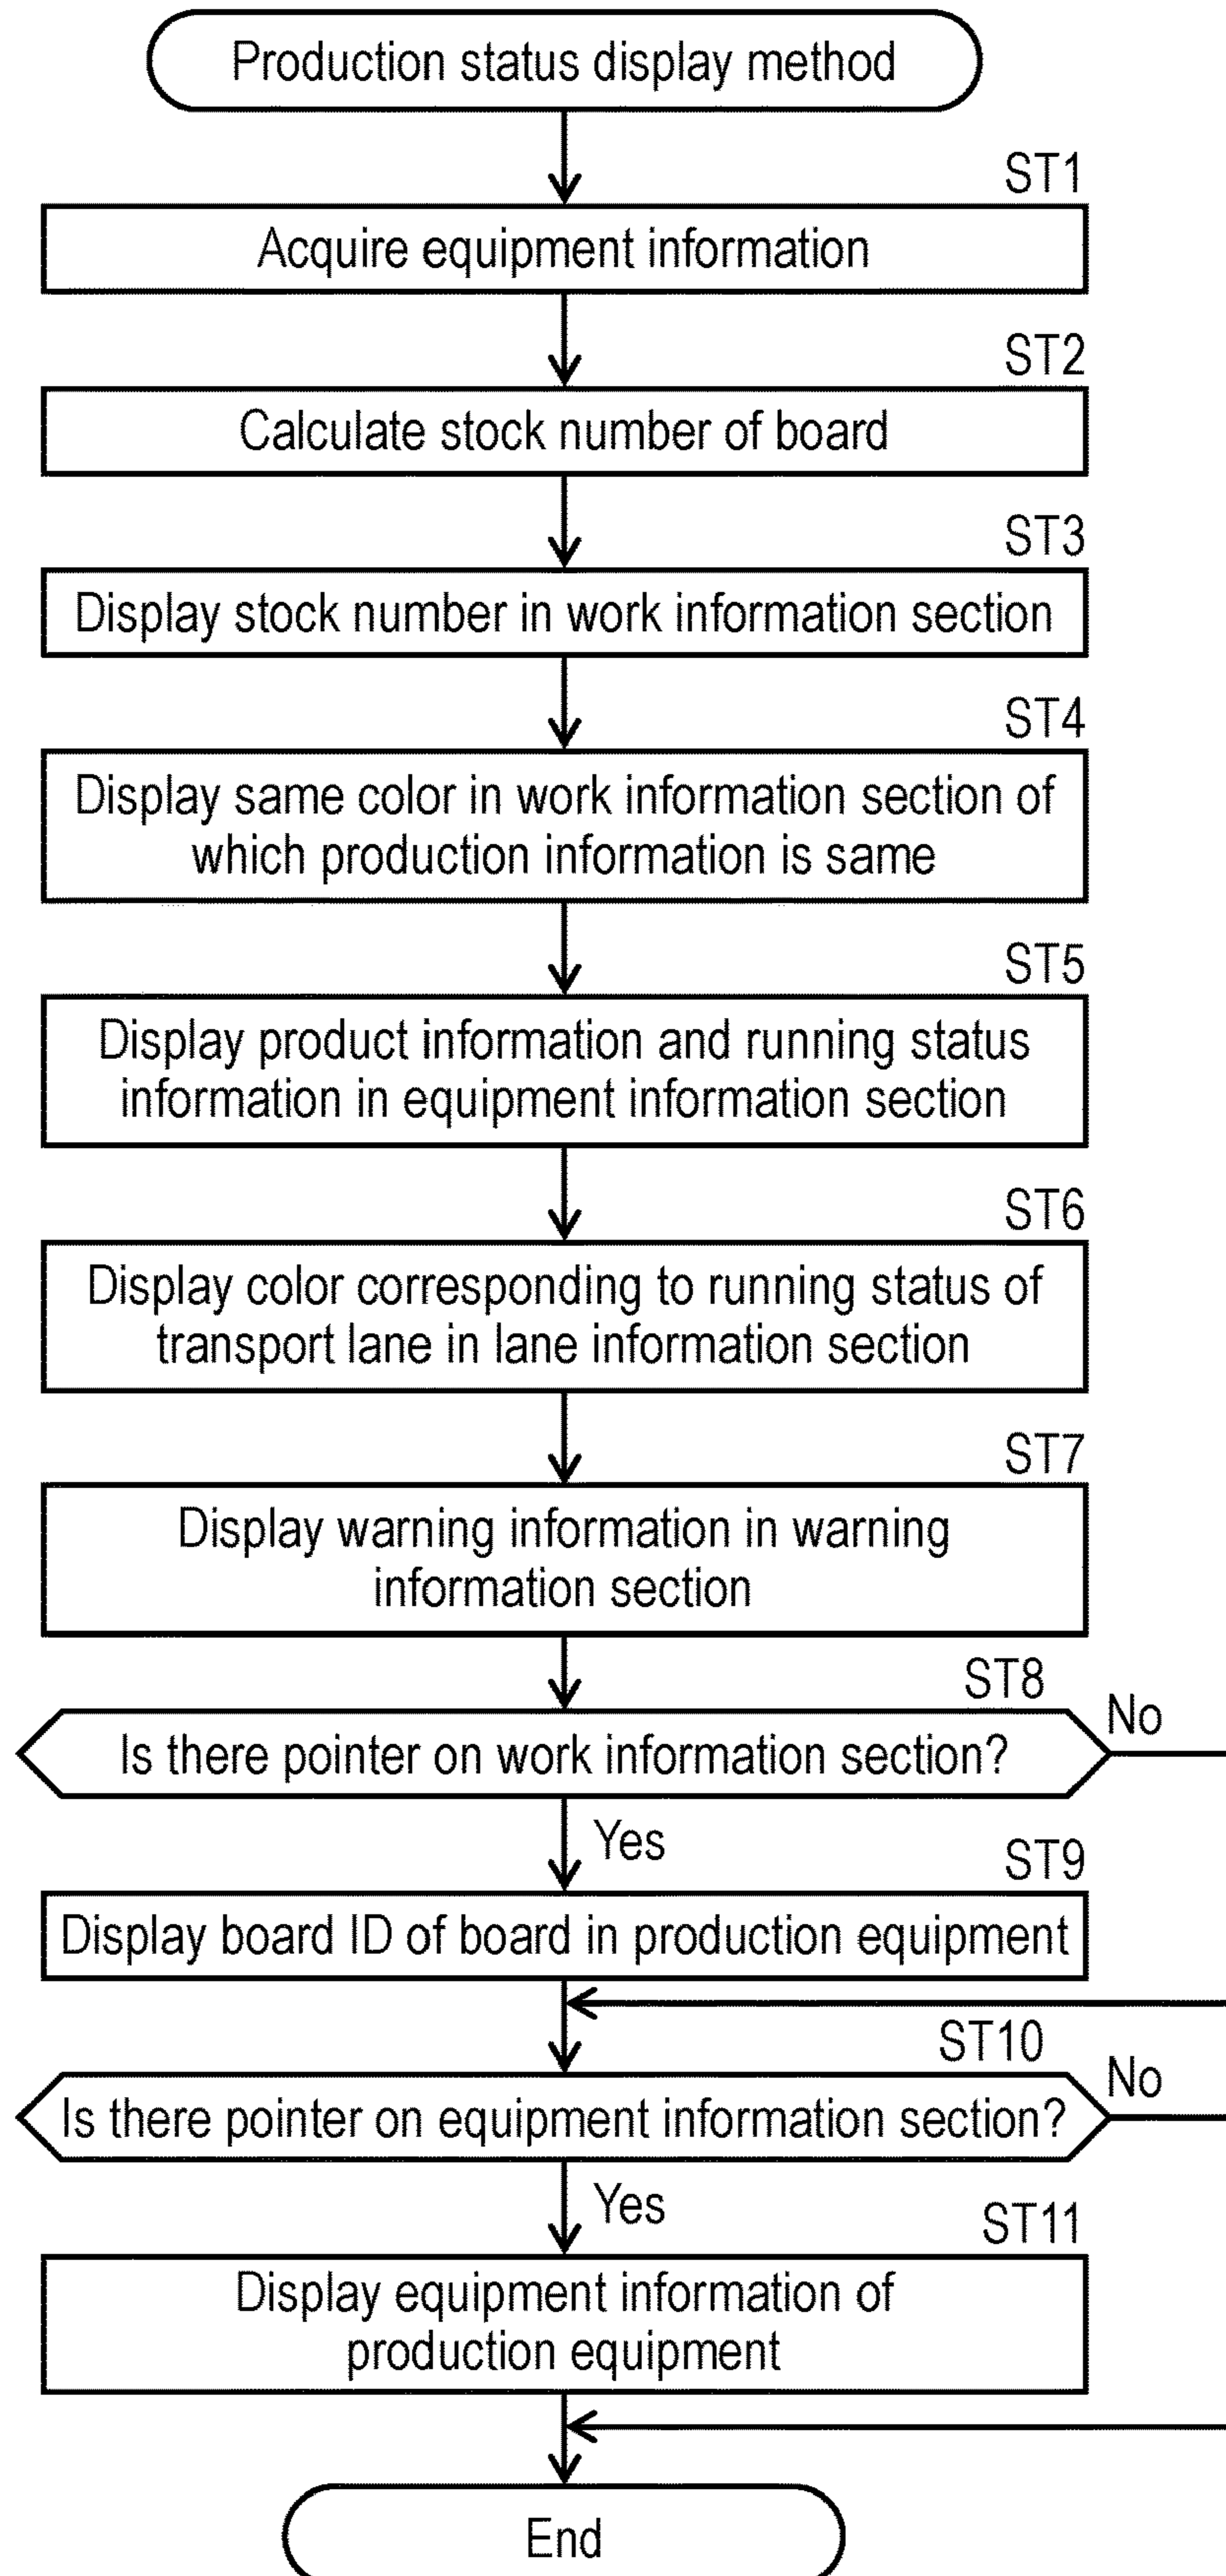 Production status display method
ST1
Acquire equipment information
ST2
Calculate stock number of board
ST3
Display stock number in work information section
ST4
Display same color in work information section of
which production information is same
ST5
Display product information and running status
information in equipment information section
ST6
Display color corresponding to running status of
transport lane in lane information section
ST7
Display warning information in warning
information section
ST8
No
Is there pointer on work information section?
Yes
ST9
Display board ID of board in production equipment
ST10
No
Is there pointer on equipment information section?
Yes
ST11
Display equipment information of
production equipment
End